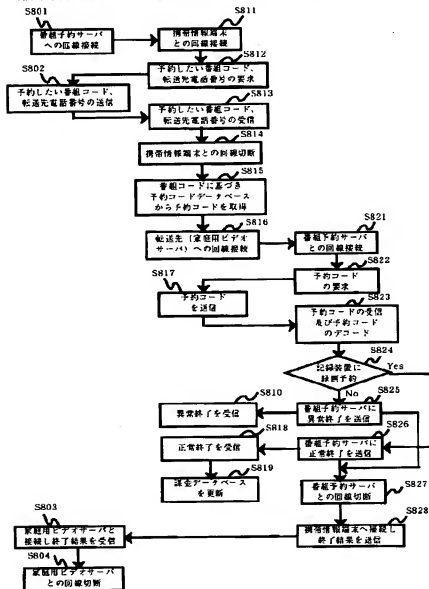 S801
番組予約サーバ
への回線接続
S811
携帯情報端末
との回線接続
S812
予約したい番組コード、
転送先電話番号の要求
S802
予約したい番組コード、
転送先電話番号の送信
S813
予約したい番組コード、
転送先電話番号の受信
S814
携帯情報端末との回線切断
S815
番組コードに基づき
予約コードデータベース
から予約コードを取得
S816
転送先(家庭用ビデオ
サーバ)への回線接続
S821
番組予約サーバ
との回線接続
S822
予約コード
の要求
S817
予約コード
を送信
S823
予約コードの受信
及び予約コードの
デコード
S824
記録装置に
録画予約
Yes
No
S825
番組予約サーバに
異常終了を送信
S810
異常終了を受信
S826
番組予約サーバに
正常終了を送信
S818
正常終了を受信
S819
課金データベース
を更新
S827
番組予約サーバ
との回線切断
S828
携帯情報端末へ接続し
終了結果を送信
S803
家庭用ビデオサーバと
接続し終了結果を受信
S804
家庭用ビデオサーバ
との回線切断